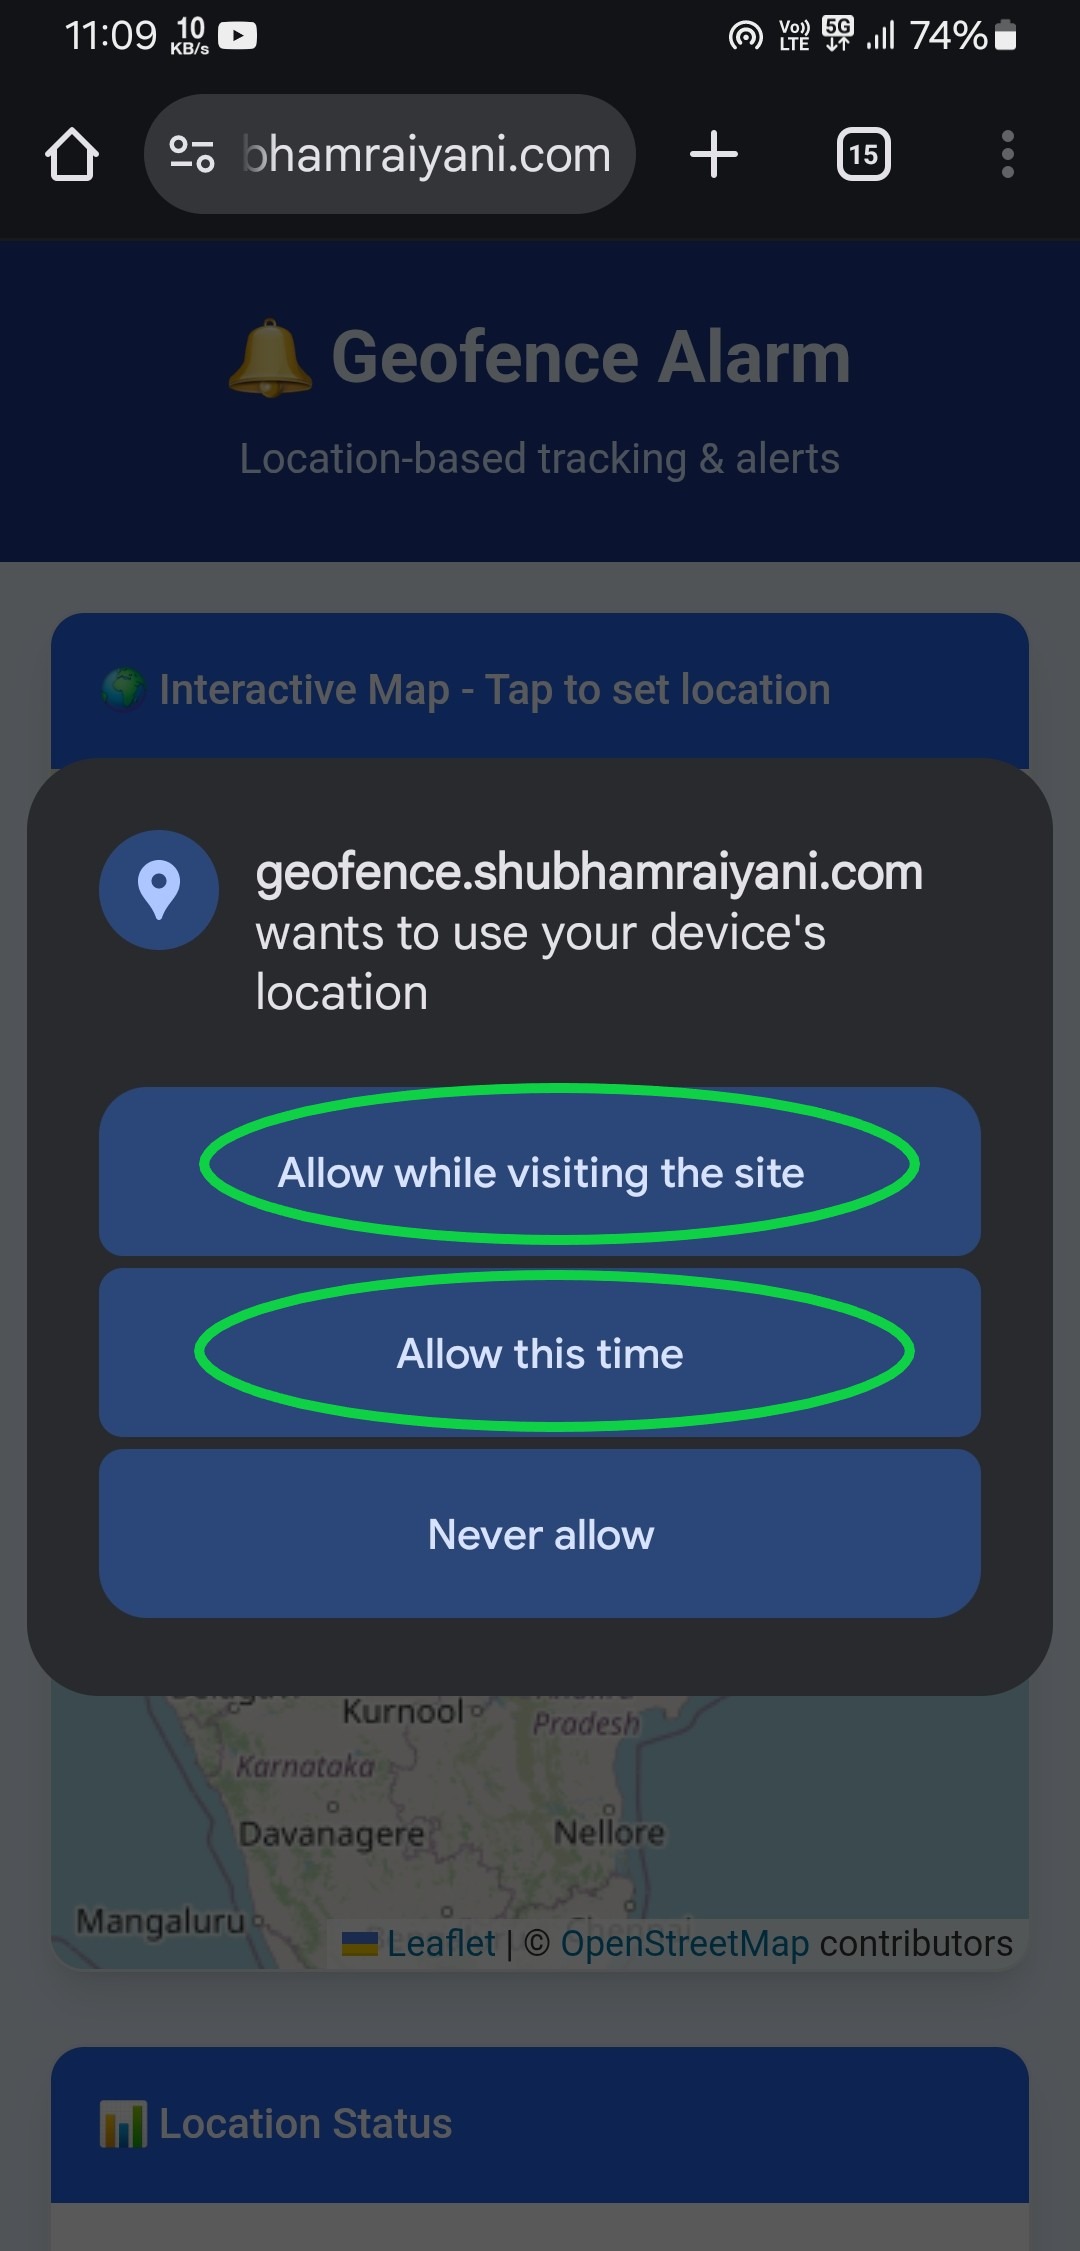 11:09 10 KB/s Vo)) LTE 5G 74%
bhamraiyani.com 15
Geofence Alarm
Location-based tracking & alerts
Interactive Map - Tap to set location
geofence.shubhamraiyani.com
wants to use your device's
location
Allow while visiting the site
Allow this time
Never allow
Kurnool
Pradesh
Karnataka
Davanagere
Nellore
Mangaluru
Chennai
Leaflet | © OpenStreetMap contributors
Location Status